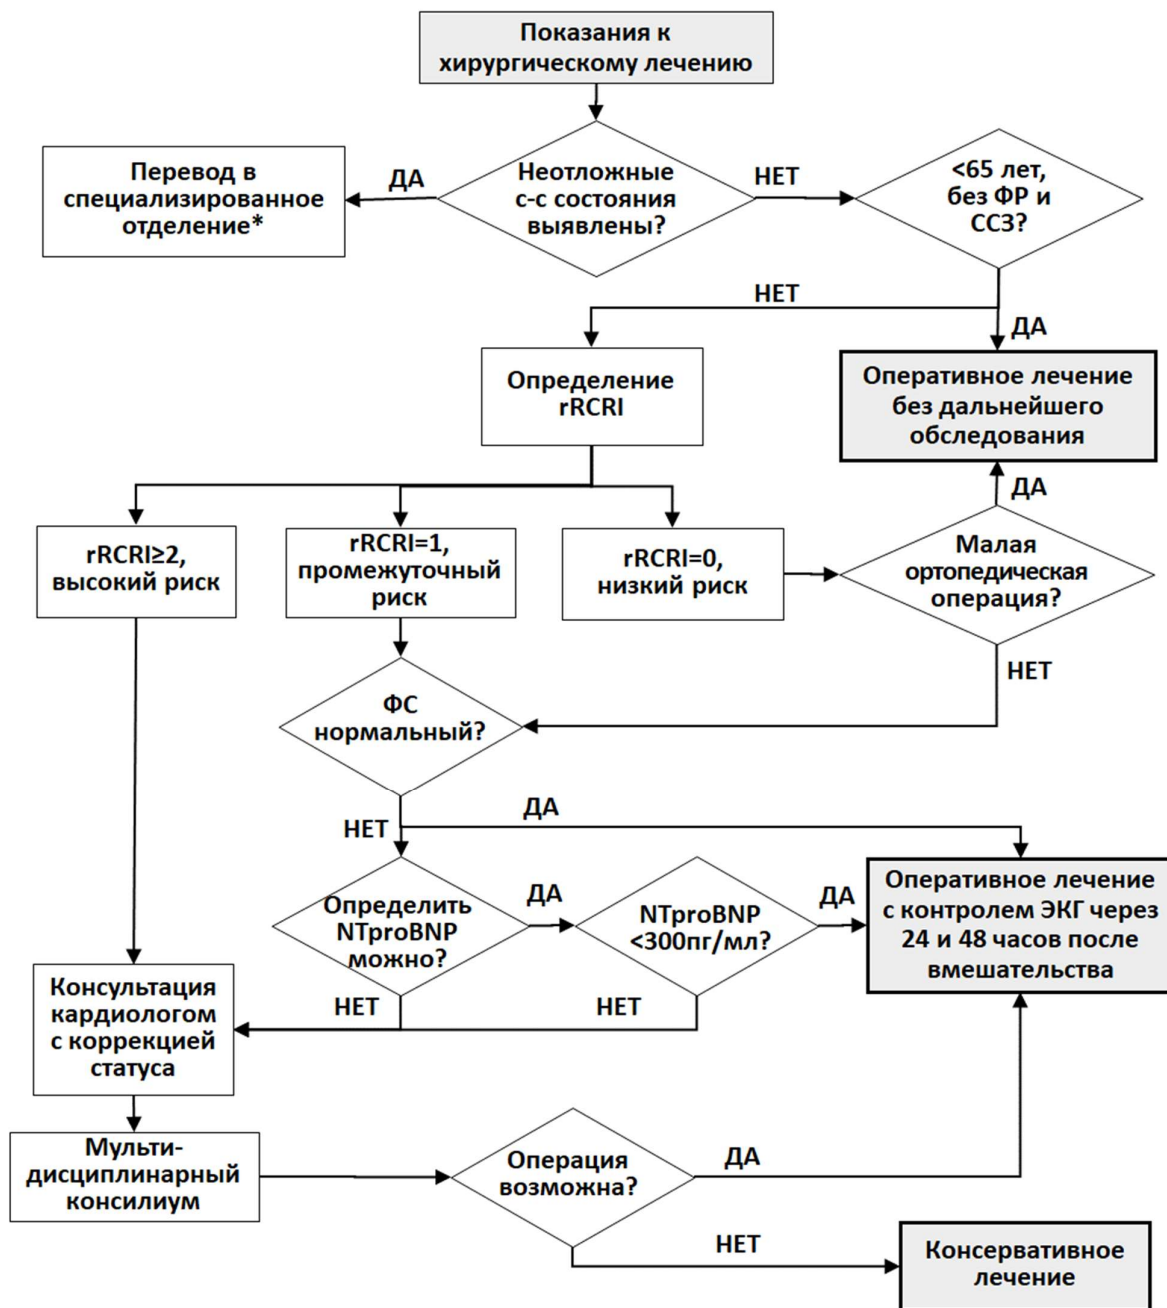 Показания к
хирургическому лечению
Перевод в
специализированное
отделение*
ДА
Неотложные
с-с состояния
выявлены?
НЕТ
<65 лет,
без ФР и
ССЗ?
НЕТ
ДА
Определение
rRCRI
Оперативное лечение
без дальнейшего
обследования
ДА
rRCRI≥2,
высокий риск
rRCRI=1,
промежуточный
риск
rRCRI=0,
низкий риск
Малая
ортопедическая
операция?
НЕТ
ФС
нормальный?
ДА
НЕТ
Определить
NTproBNP
можно?
ДА
NTproBNP
<300пг/мл?
ДА
Оперативное лечение
с контролем ЭКГ через
24 и 48 часов после
вмешательства
НЕТ
НЕТ
Консультация
кардиологом
с коррекцией
статуса
Мульти-
дисциплинарный
консилиум
Операция
возможна?
ДА
НЕТ
Консервативное
лечение